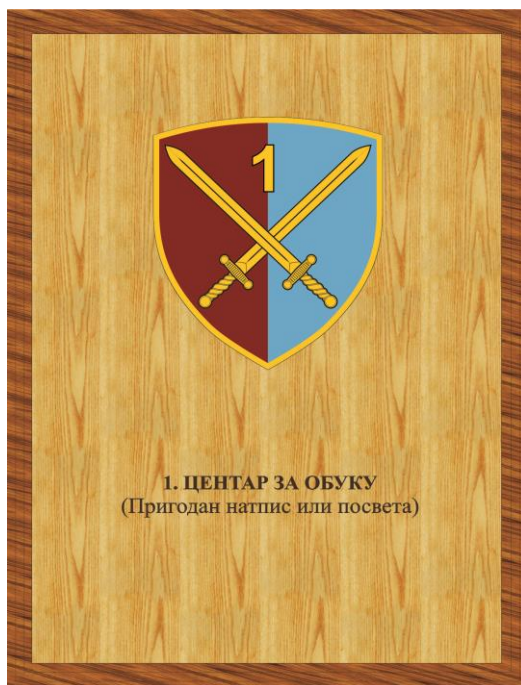 1
1. ЦЕНТАР ЗА ОБУКУ
(Пригодан натпис или посвета)